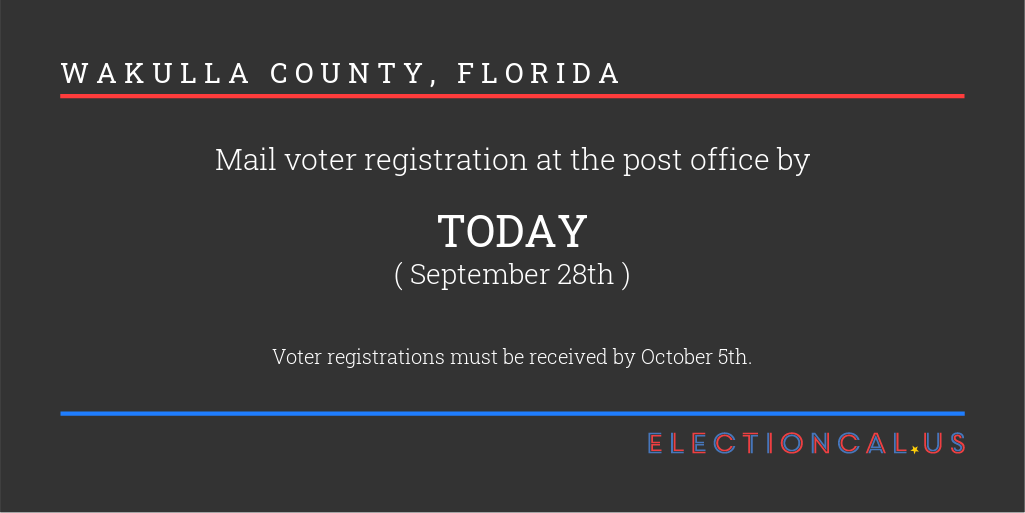 WAKULLA COUNTY, FLORIDA
Mail voter registration at the post office by
TODAY
( September 28th )
Voter registrations must be received by October 5th.
ELECTIONCAL.US